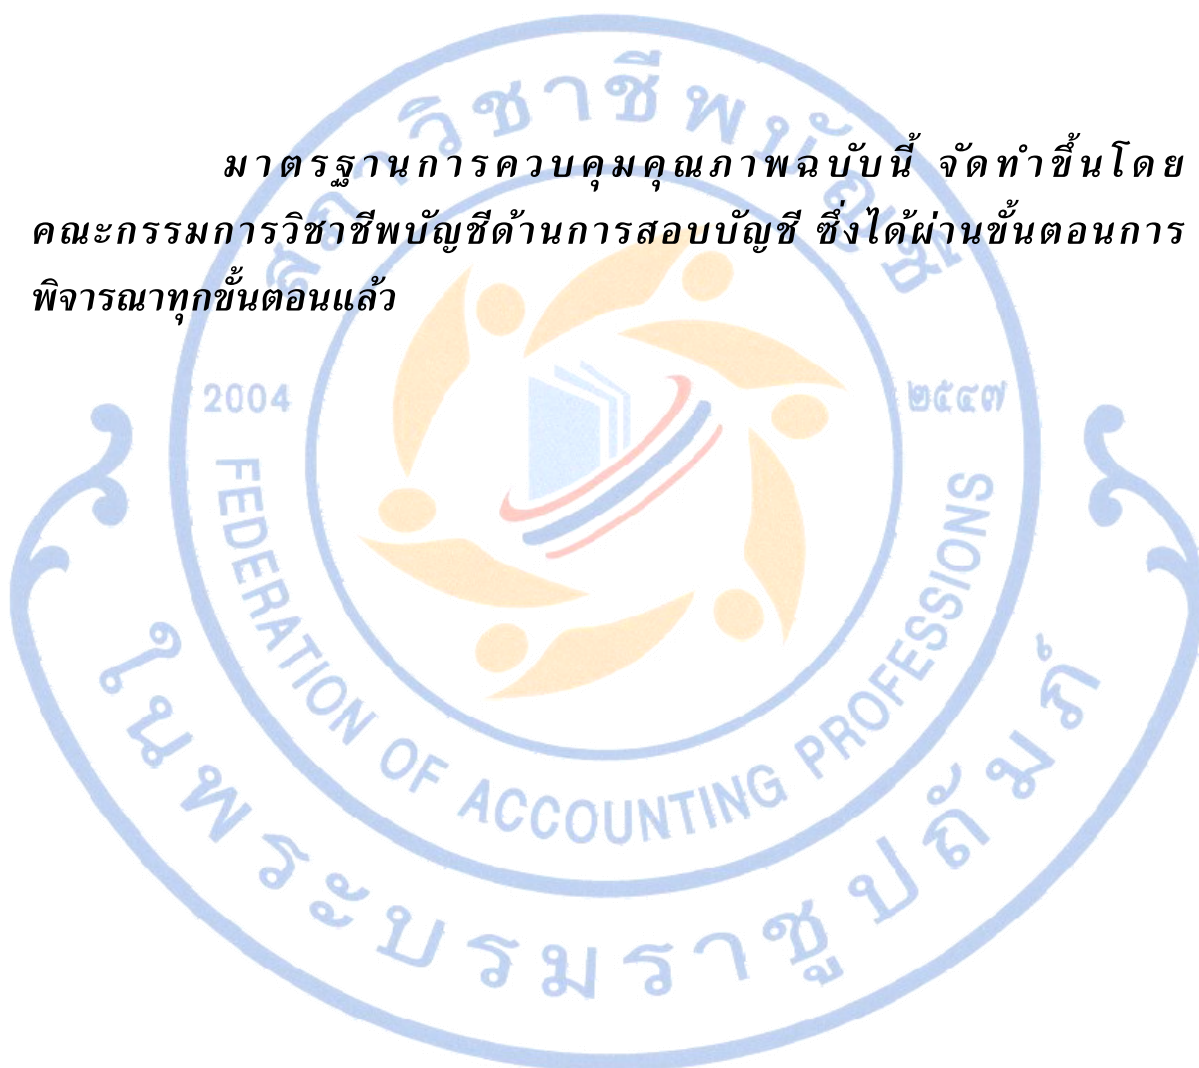 มาตรฐานการควบคุมคุณภาพฉบับนี้ จัดทำขึ้นโดย
คณะกรรมการวิชาชีพบัญชีด้านการสอบบัญชี ซึ่งได้ผ่านขั้นตอนการ
พิจารณาทุกขั้นตอนแล้ว
สภาวิชาชีพบัญชี
2004
๒๕๔๗
FEDERATION OF ACCOUNTING PROFESSIONS
ในพระบรมราชูปถัมภ์